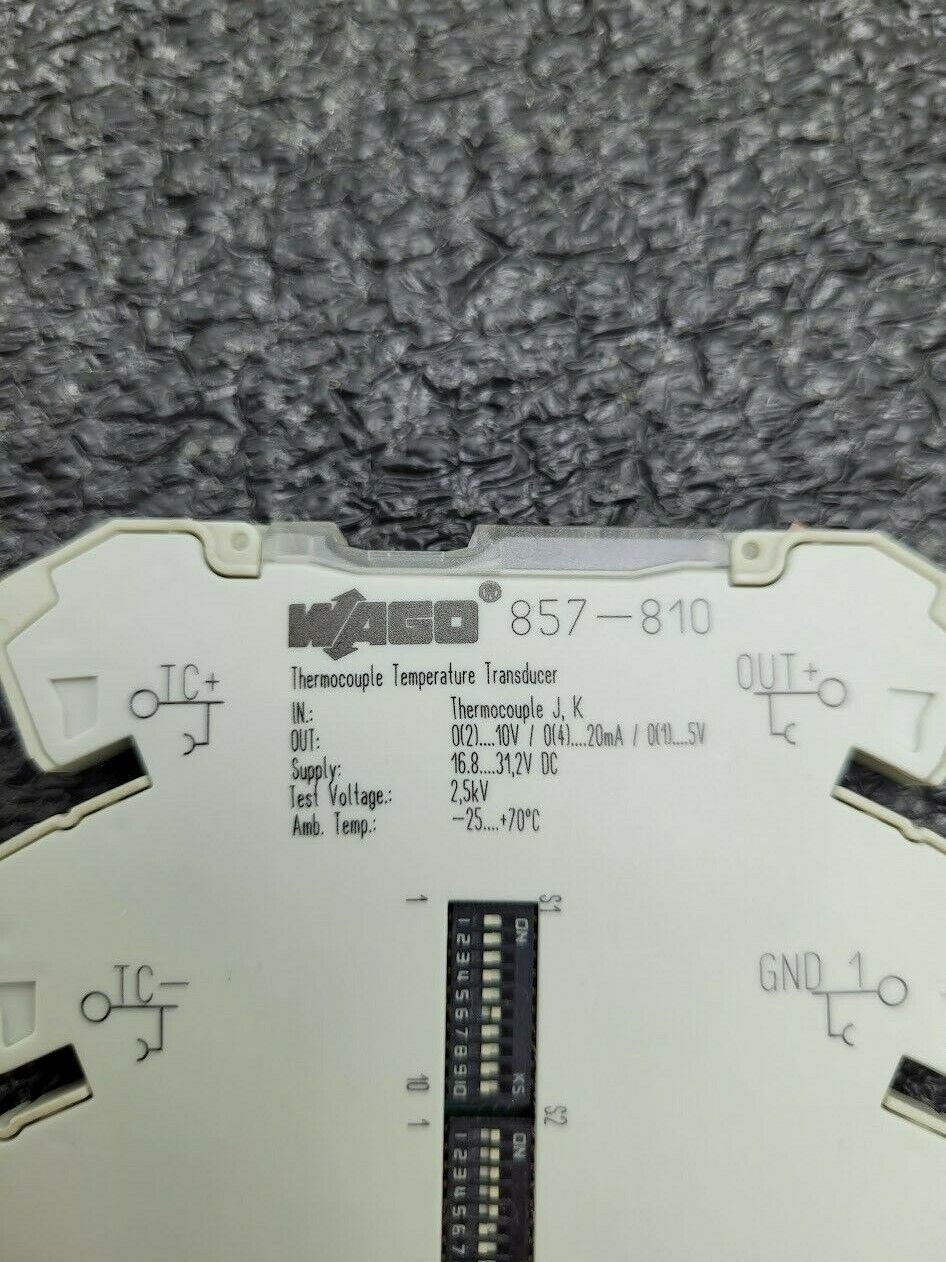 WAGO® 857-810
Thermocouple Temperature Transducer
IN.: Thermocouple J, K
OUT: 0(2)....10V / 0(4)....20mA / 0(1)....5V
Supply: 16.8....31,2V DC
Test Voltage.: 2,5kV
Amb. Temp.: -25....+70°C
TC+
OUT+
TC-
GND 1
1
S1
ON
1 2 3 4 5 6 7 8 9 10
KS
10
1
S2
ON
1 2 3 4 5 6 7